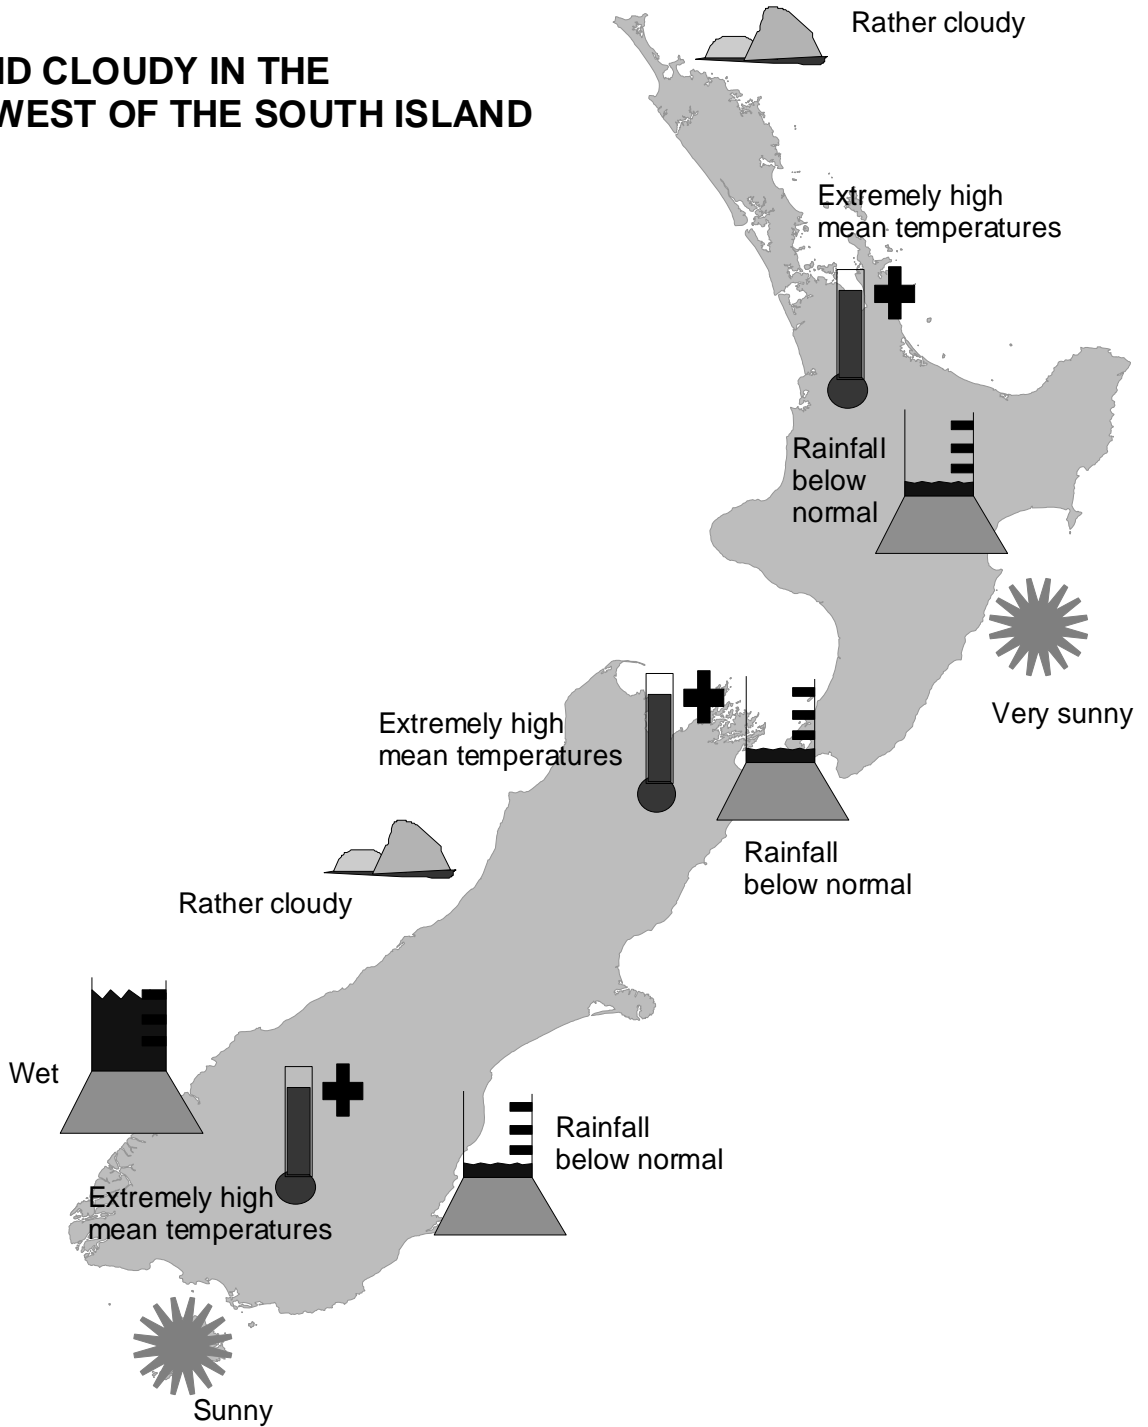 Rather cloudy
ND CLOUDY IN THE
WEST OF THE SOUTH ISLAND
Extremely high
mean temperatures
Rainfall
below
normal
Very sunny
Extremely high
mean temperatures
Rainfall
below normal
Rather cloudy
Wet
Rainfall
below normal
Extremely high
mean temperatures
Sunny